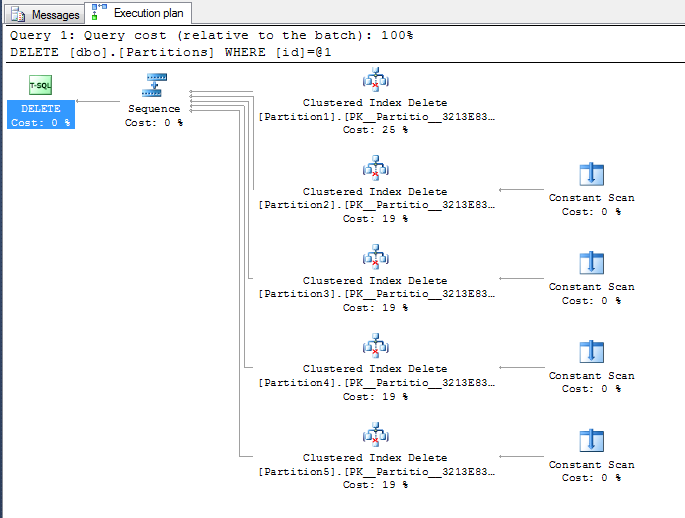 Messages
Execution plan
Query 1: Query cost (relative to the batch): 100%
DELETE [dbo].[Partitions] WHERE [id]=@1
T-SQL
DELETE
Cost: 0 %
Sequence
Cost: 0 %
Clustered Index Delete
[Partition1].[PK__Partitio__3213E83…
Cost: 25 %
Clustered Index Delete
[Partition2].[PK__Partitio__3213E83…
Cost: 19 %
Constant Scan
Cost: 0 %
Clustered Index Delete
[Partition3].[PK__Partitio__3213E83…
Cost: 19 %
Constant Scan
Cost: 0 %
Clustered Index Delete
[Partition4].[PK__Partitio__3213E83…
Cost: 19 %
Constant Scan
Cost: 0 %
Clustered Index Delete
[Partition5].[PK__Partitio__3213E83…
Cost: 19 %
Constant Scan
Cost: 0 %